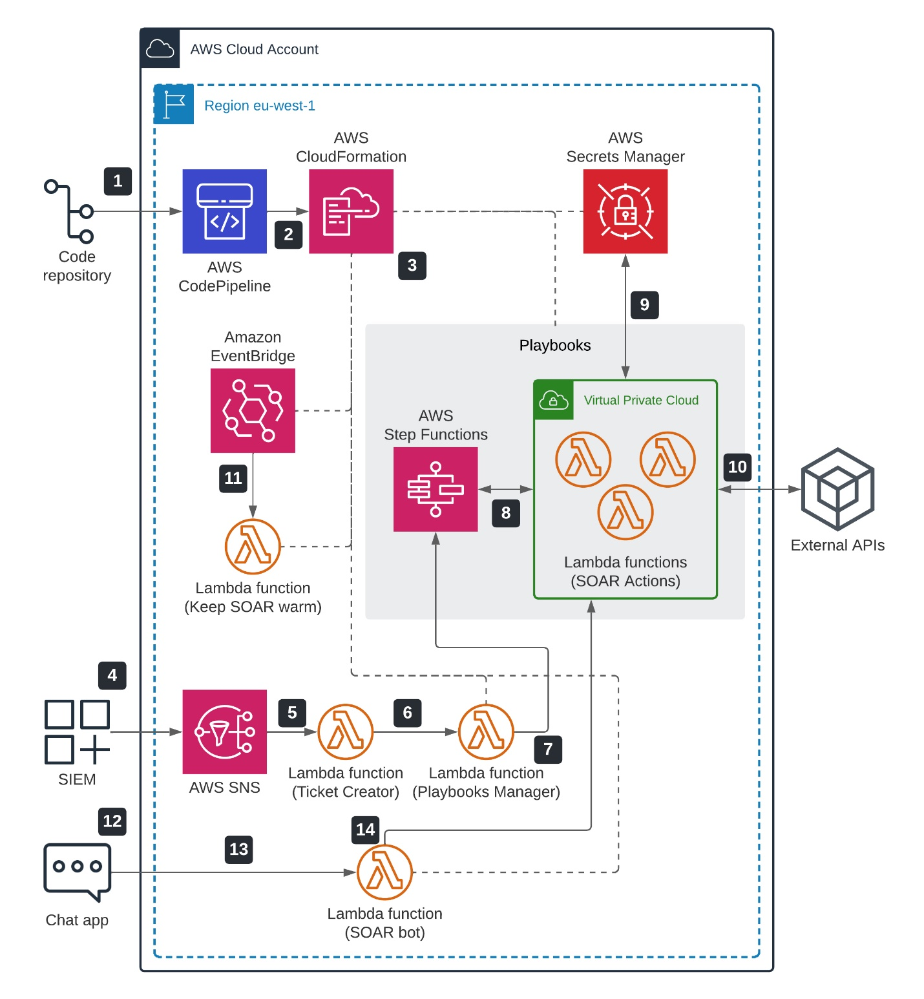 AWS Cloud Account
Region eu-west-1
AWS
CloudFormation
AWS
Secrets Manager
1
2
3
Code
repository
AWS
CodePipeline
9
Amazon
EventBridge
Playbooks
Virtual Private Cloud
AWS
Step Functions
11
10
8
External APIs
Lambda functions
(SOAR Actions)
Lambda function
(Keep SOAR warm)
4
5
6
7
SIEM
AWS SNS
Lambda function
(Ticket Creator)
Lambda function
(Playbooks Manager)
12
13
14
Chat app
Lambda function
(SOAR bot)